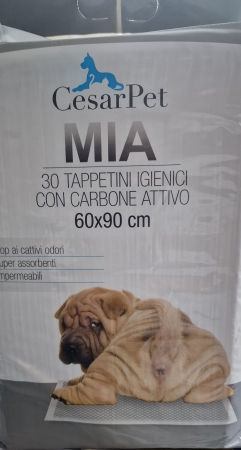 CesarPet
MIA
30 TAPPETINI IGIENICI
CON CARBONE ATTIVO
60x90 cm
op ai cattivi odori
uper assorbenti
mpermeabili